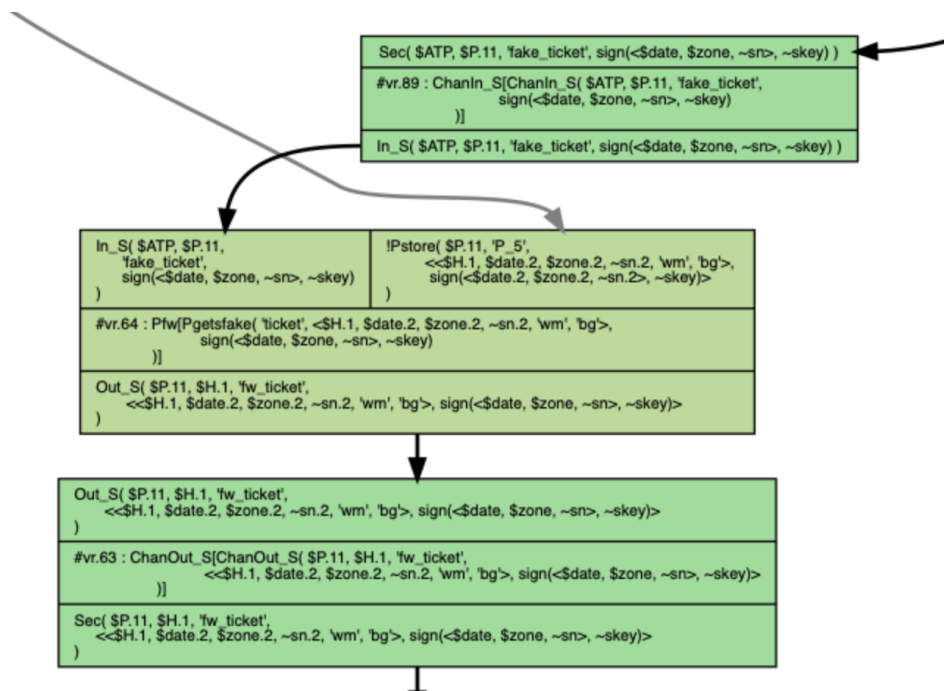 Sec( $ATP, $P.11, 'fake_ticket', sign(<$date, $zone, ~sn>, ~skey) )
#vr.89 : ChanIn_S[ChanIn_S( $ATP, $P.11, 'fake_ticket',
sign(<$date, $zone, ~sn>, ~skey)
)]
In_S( $ATP, $P.11, 'fake_ticket', sign(<$date, $zone, ~sn>, ~skey) )
In_S( $ATP, $P.11,
'fake_ticket',
sign(<$date, $zone, ~sn>, ~skey)
)
!Pstore( $P.11, 'P_5',
<<$H.1, $date.2, $zone.2, ~sn.2, 'wm', 'bg'>,
sign(<$date.2, $zone.2, ~sn.2>, ~skey)>
)
#vr.64 : Pfw[Pgetsfake( 'ticket', <$H.1, $date.2, $zone.2, ~sn.2, 'wm', 'bg'>,
sign(<$date, $zone, ~sn>, ~skey)
)]
Out_S( $P.11, $H.1, 'fw_ticket',
<<$H.1, $date.2, $zone.2, ~sn.2, 'wm', 'bg'>, sign(<$date, $zone, ~sn>, ~skey)>
)
Out_S( $P.11, $H.1, 'fw_ticket',
<<$H.1, $date.2, $zone.2, ~sn.2, 'wm', 'bg'>, sign(<$date, $zone, ~sn>, ~skey)>
)
#vr.63 : ChanOut_S[ChanOut_S( $P.11, $H.1, 'fw_ticket',
<<$H.1, $date.2, $zone.2, ~sn.2, 'wm', 'bg'>, sign(<$date, $zone, ~sn>, ~skey)>
)]
Sec( $P.11, $H.1, 'fw_ticket',
<<$H.1, $date.2, $zone.2, ~sn.2, 'wm', 'bg'>, sign(<$date, $zone, ~sn>, ~skey)>
)